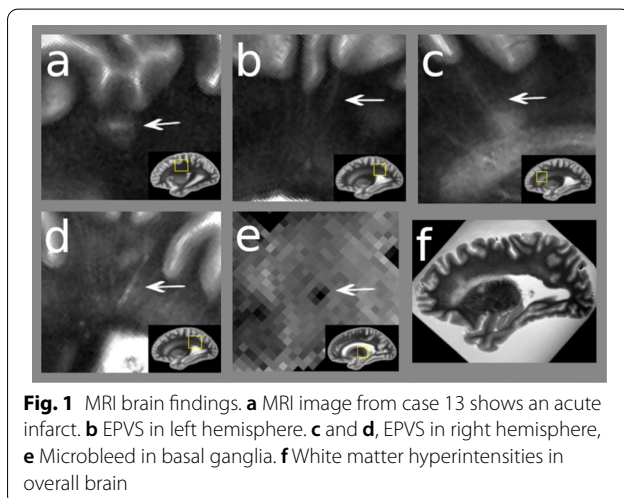 a
b
c
d
e
f
Fig. 1 MRI brain findings. a MRI image from case 13 shows an acute
infarct. b EPVS in left hemisphere. c and d, EPVS in right hemisphere,
e Microbleed in basal ganglia. f White matter hyperintensities in
overall brain